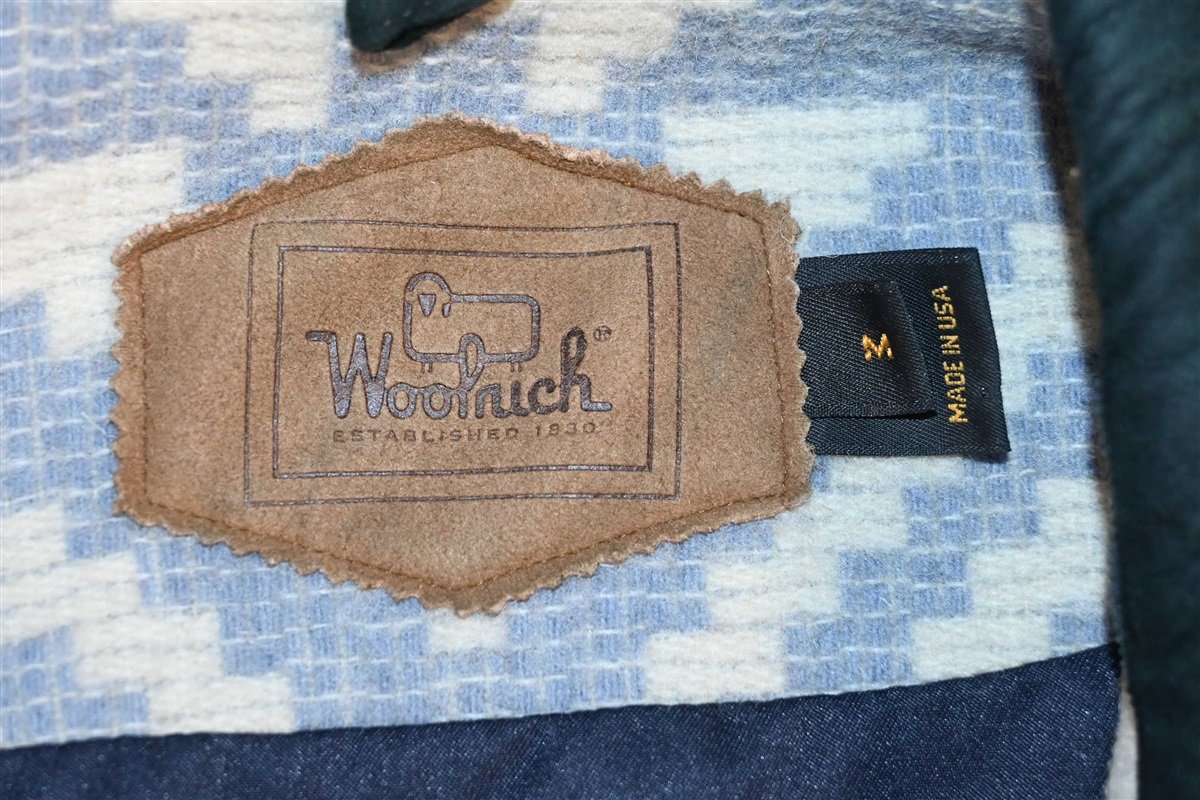 Woolrich®
ESTABLISHED 1830
M
MADE IN USA